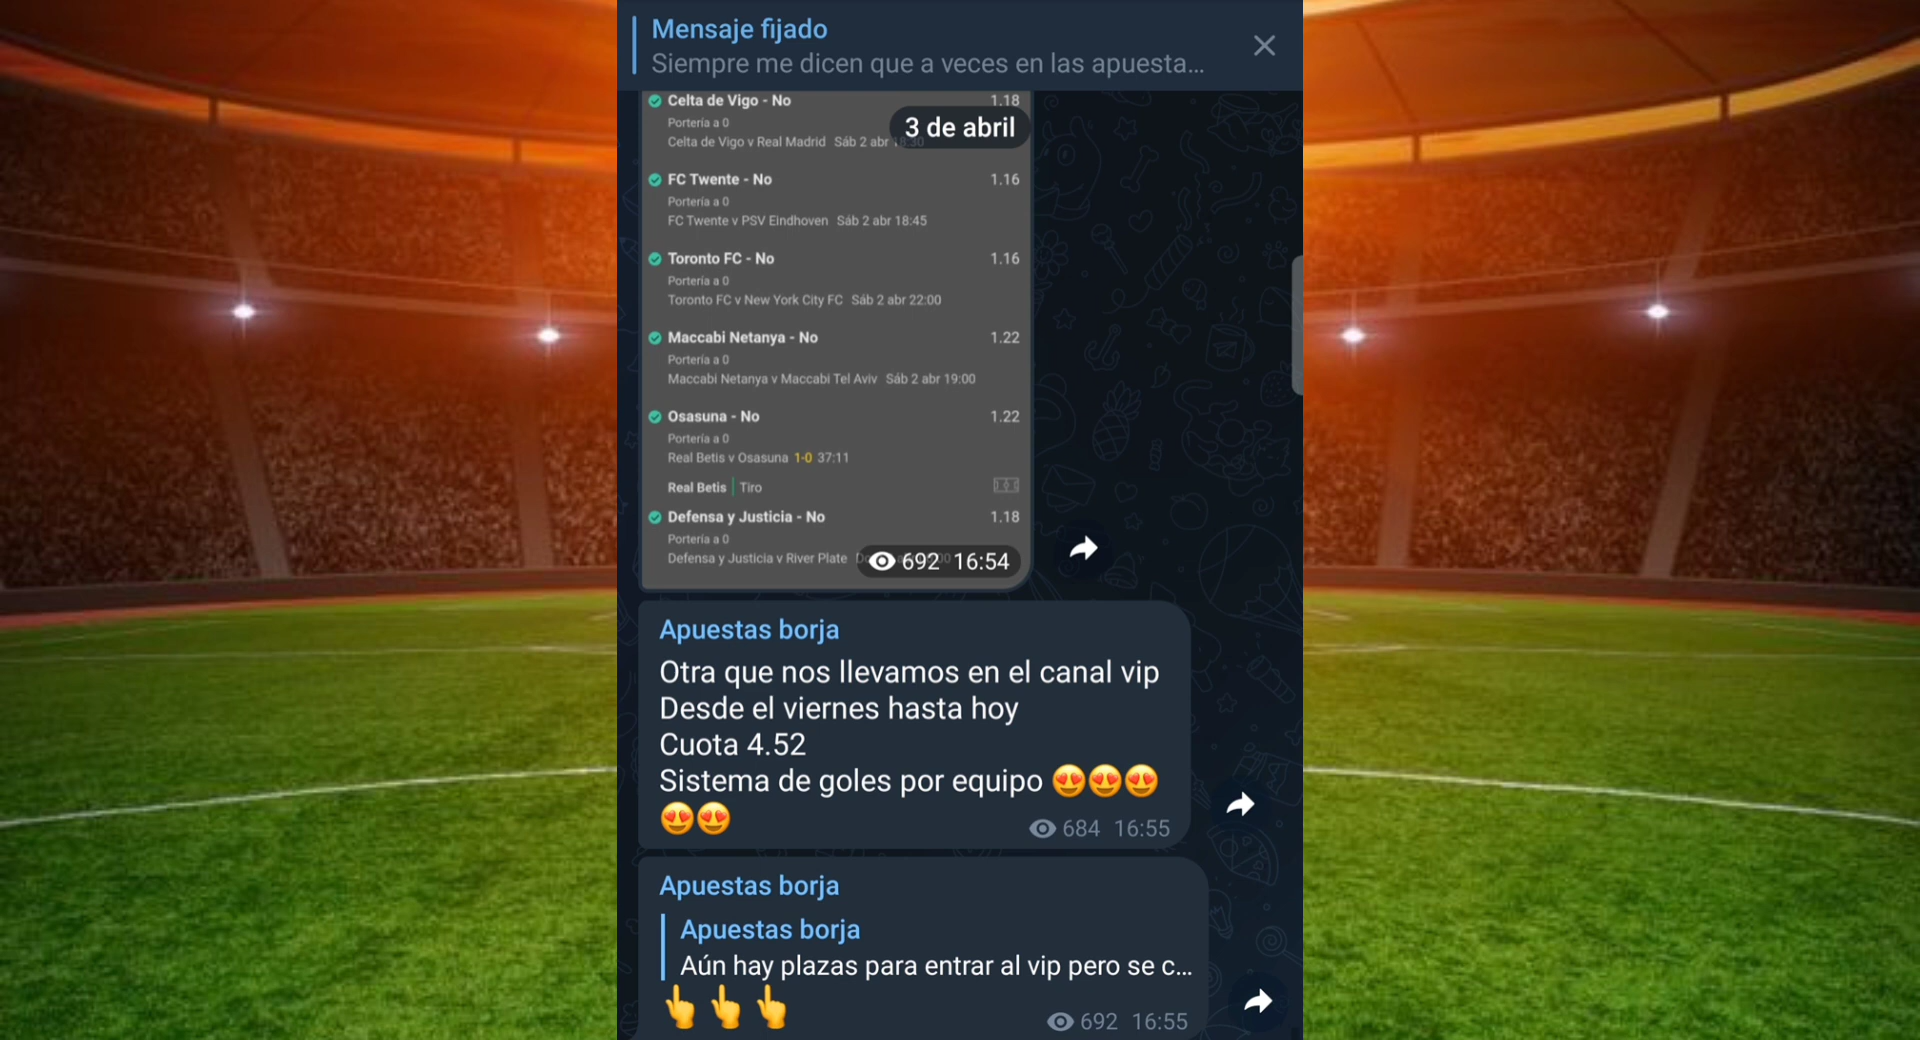 Mensaje fijado
Siempre me dicen que a veces en las apuesta...
Celta de Vigo - No 1.18
3 de abril
Portería a 0
Celta de Vigo v Real Madrid Sáb 2 abr 18:30
FC Twente - No 1.16
Portería a 0
FC Twente v PSV Eindhoven Sáb 2 abr 18:45
Toronto FC - No 1.16
Portería a 0
Toronto FC v New York City FC Sáb 2 abr 22:00
Maccabi Netanya - No 1.22
Portería a 0
Maccabi Netanya v Maccabi Tel Aviv Sáb 2 abr 19:00
Osasuna - No 1.22
Portería a 0
Real Betis v Osasuna 1-0 37:11
Real Betis Tiro
Defensa y Justicia - No 1.18
Portería a 0
Defensa y Justicia v River Plate
692 16:54
Apuestas borja
Otra que nos llevamos en el canal vip
Desde el viernes hasta hoy
Cuota 4.52
Sistema de goles por equipo 😍😍😍
😍😍
684 16:55
Apuestas borja
Apuestas borja
Aún hay plazas para entrar al vip pero se c...
👆👆👆
692 16:55